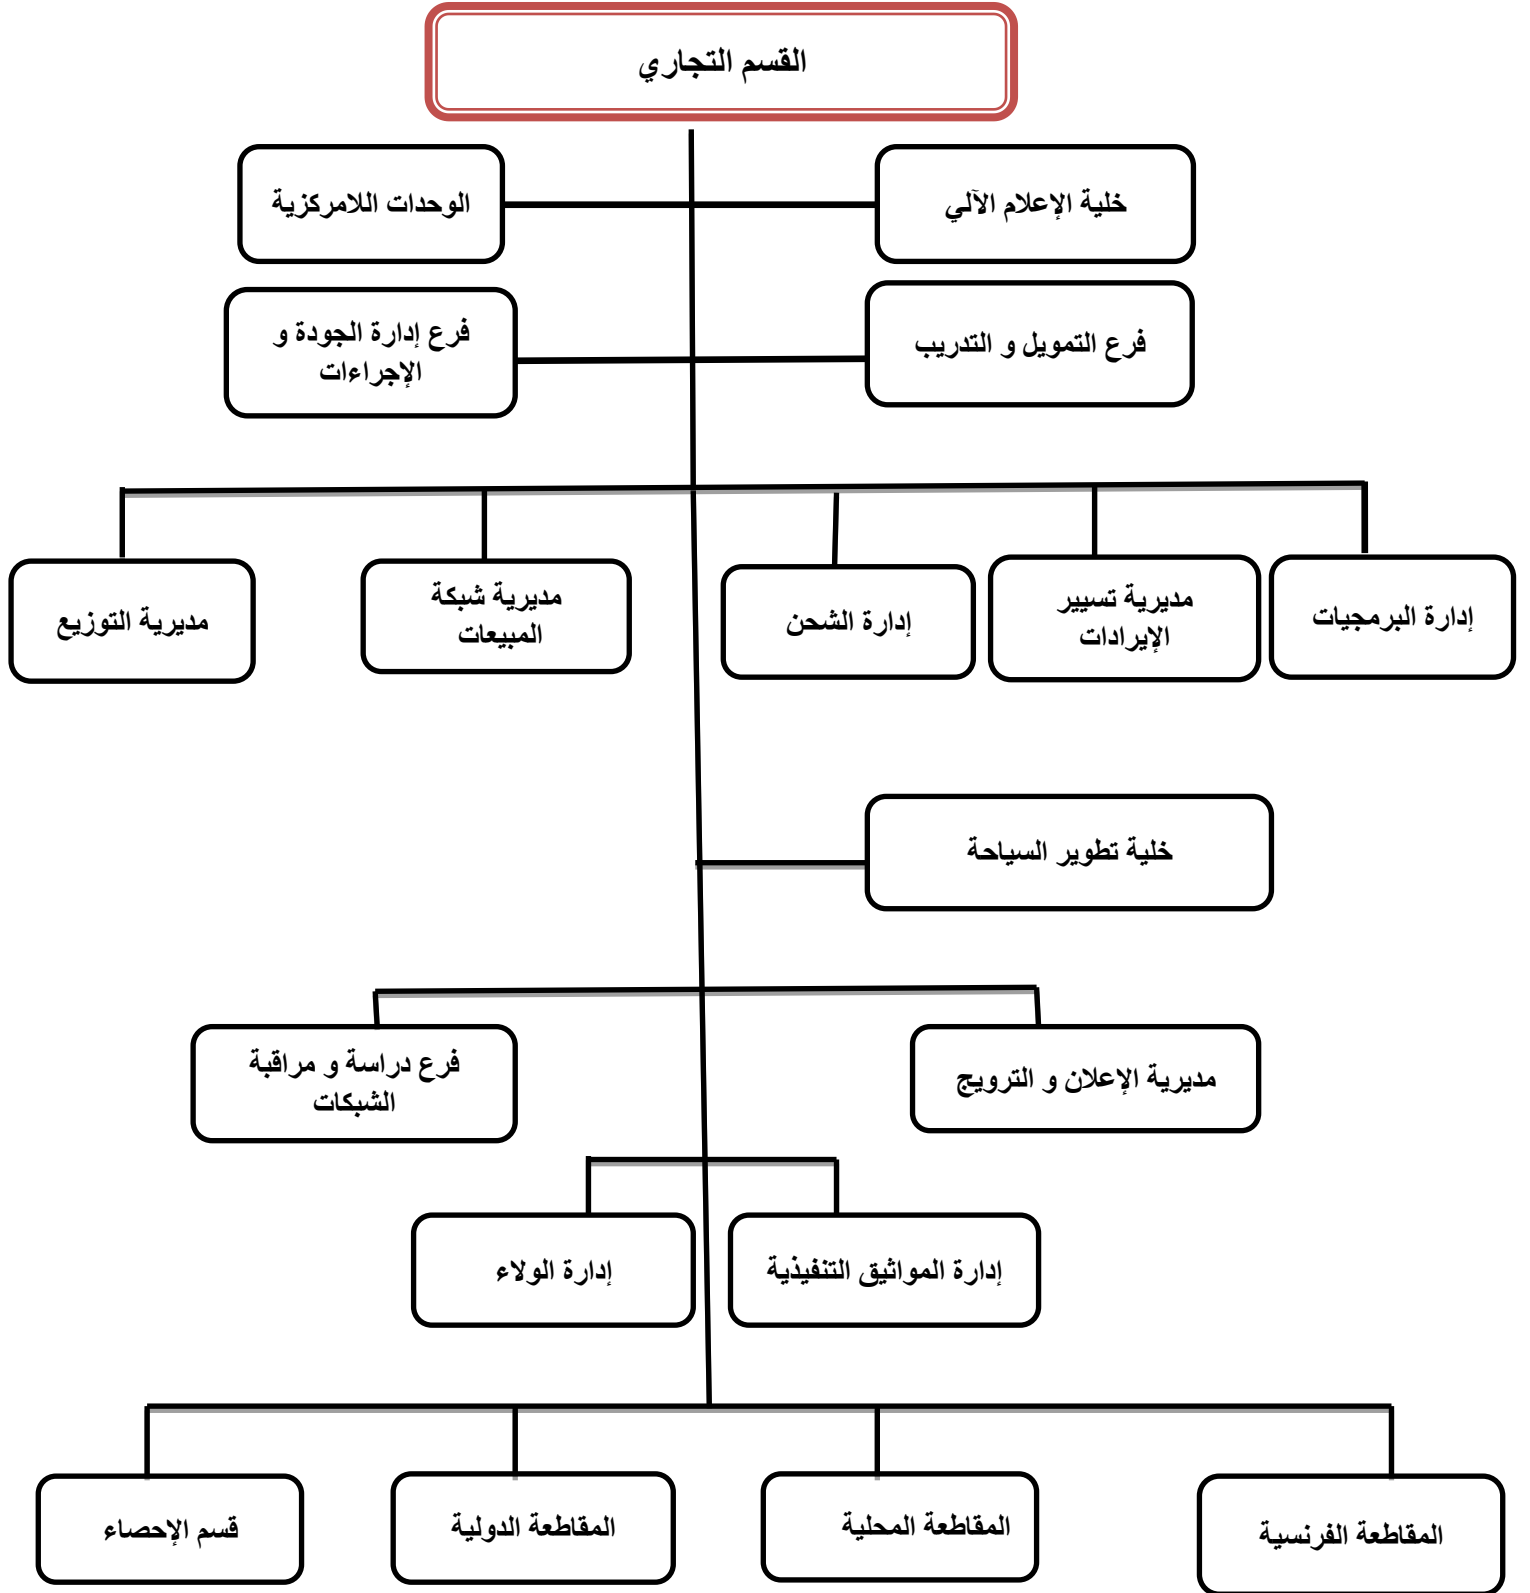 القسم التجاري
خلية الإعلام الآلي
الوحدات اللامركزية
فرع التمويل و التدريب
فرع إدارة الجودة و
الإجراءات
إدارة البرمجيات
مديرية تسيير
الإيرادات
إدارة الشحن
مديرية شبكة
المبيعات
مديرية التوزيع
خلية تطوير السياحة
مديرية الإعلان و الترويج
فرع دراسة و مراقبة
الشبكات
إدارة المواثيق التنفيذية
إدارة الولاء
المقاطعة الفرنسية
المقاطعة المحلية
المقاطعة الدولية
قسم الإحصاء